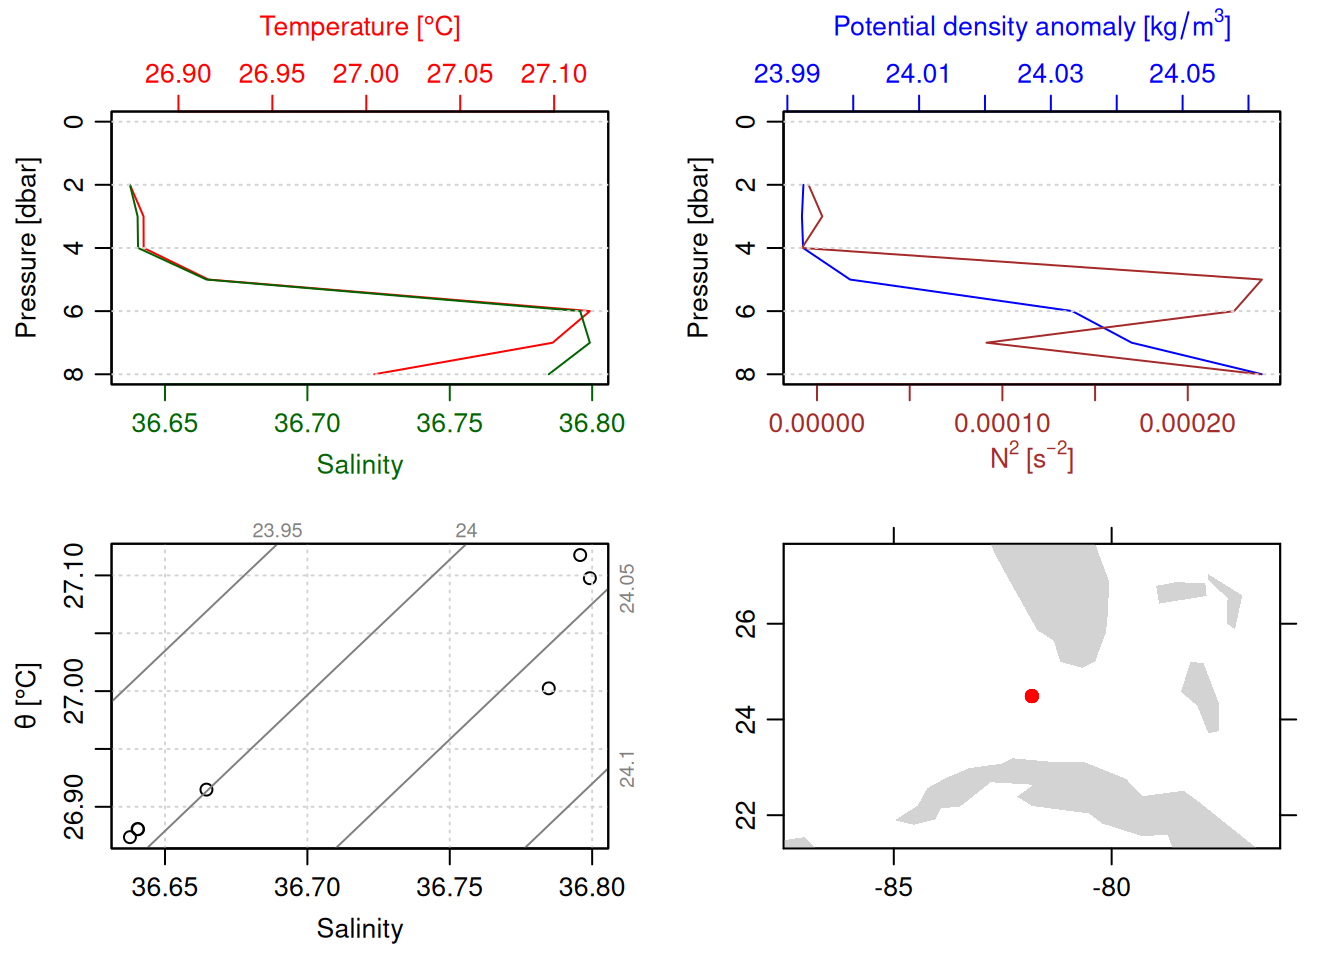 Temperature [°C]
26.90 26.95 27.00 27.05 27.10
Pressure [dbar]
0
2
4
6
8
36.65 36.70 36.75 36.80
Salinity
Potential density anomaly [kg/m³]
23.99 24.01 24.03 24.05
Pressure [dbar]
0
2
4
6
8
0.00000 0.00010 0.00020
N² [s⁻²]
23.95 24
24.05
24.1
θ [°C]
27.10
27.00
26.90
36.65 36.70 36.75 36.80
Salinity
26
24
22
-85 -80